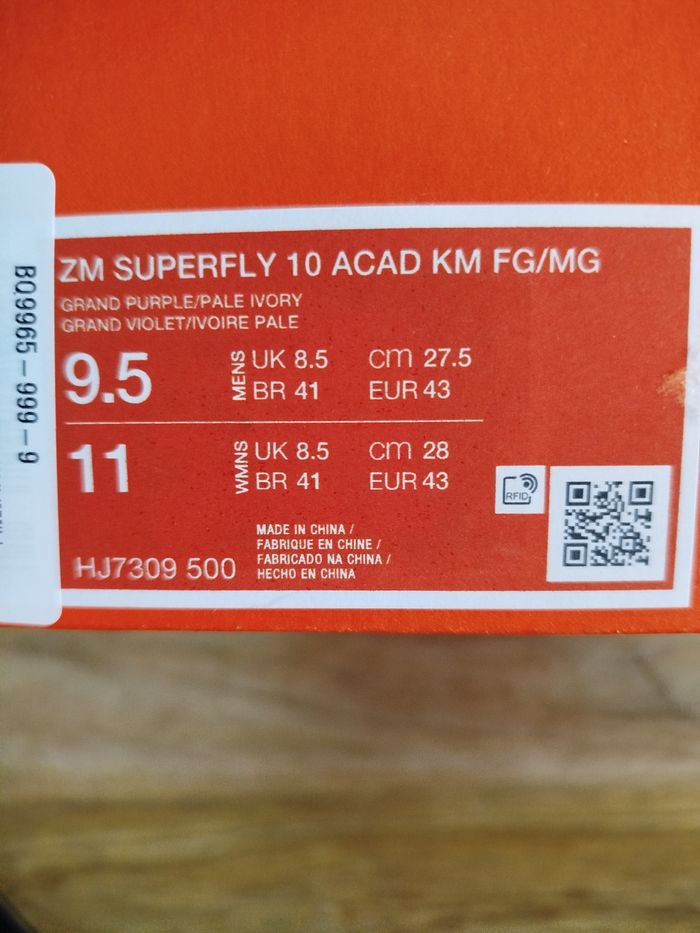 BQ9965-999-9
ZM SUPERFLY 10 ACAD KM FG/MG
GRAND PURPLE/PALE IVORY
GRAND VIOLET/IVOIRE PALE
9.5 MENS UK 8.5 cm 27.5
BR 41 EUR 43
11 WMNS UK 8.5 cm 28
BR 41 EUR 43
RFID
MADE IN CHINA /
FABRIQUE EN CHINE /
FABRICADO NA CHINA /
HECHO EN CHINA
HJ7309 500